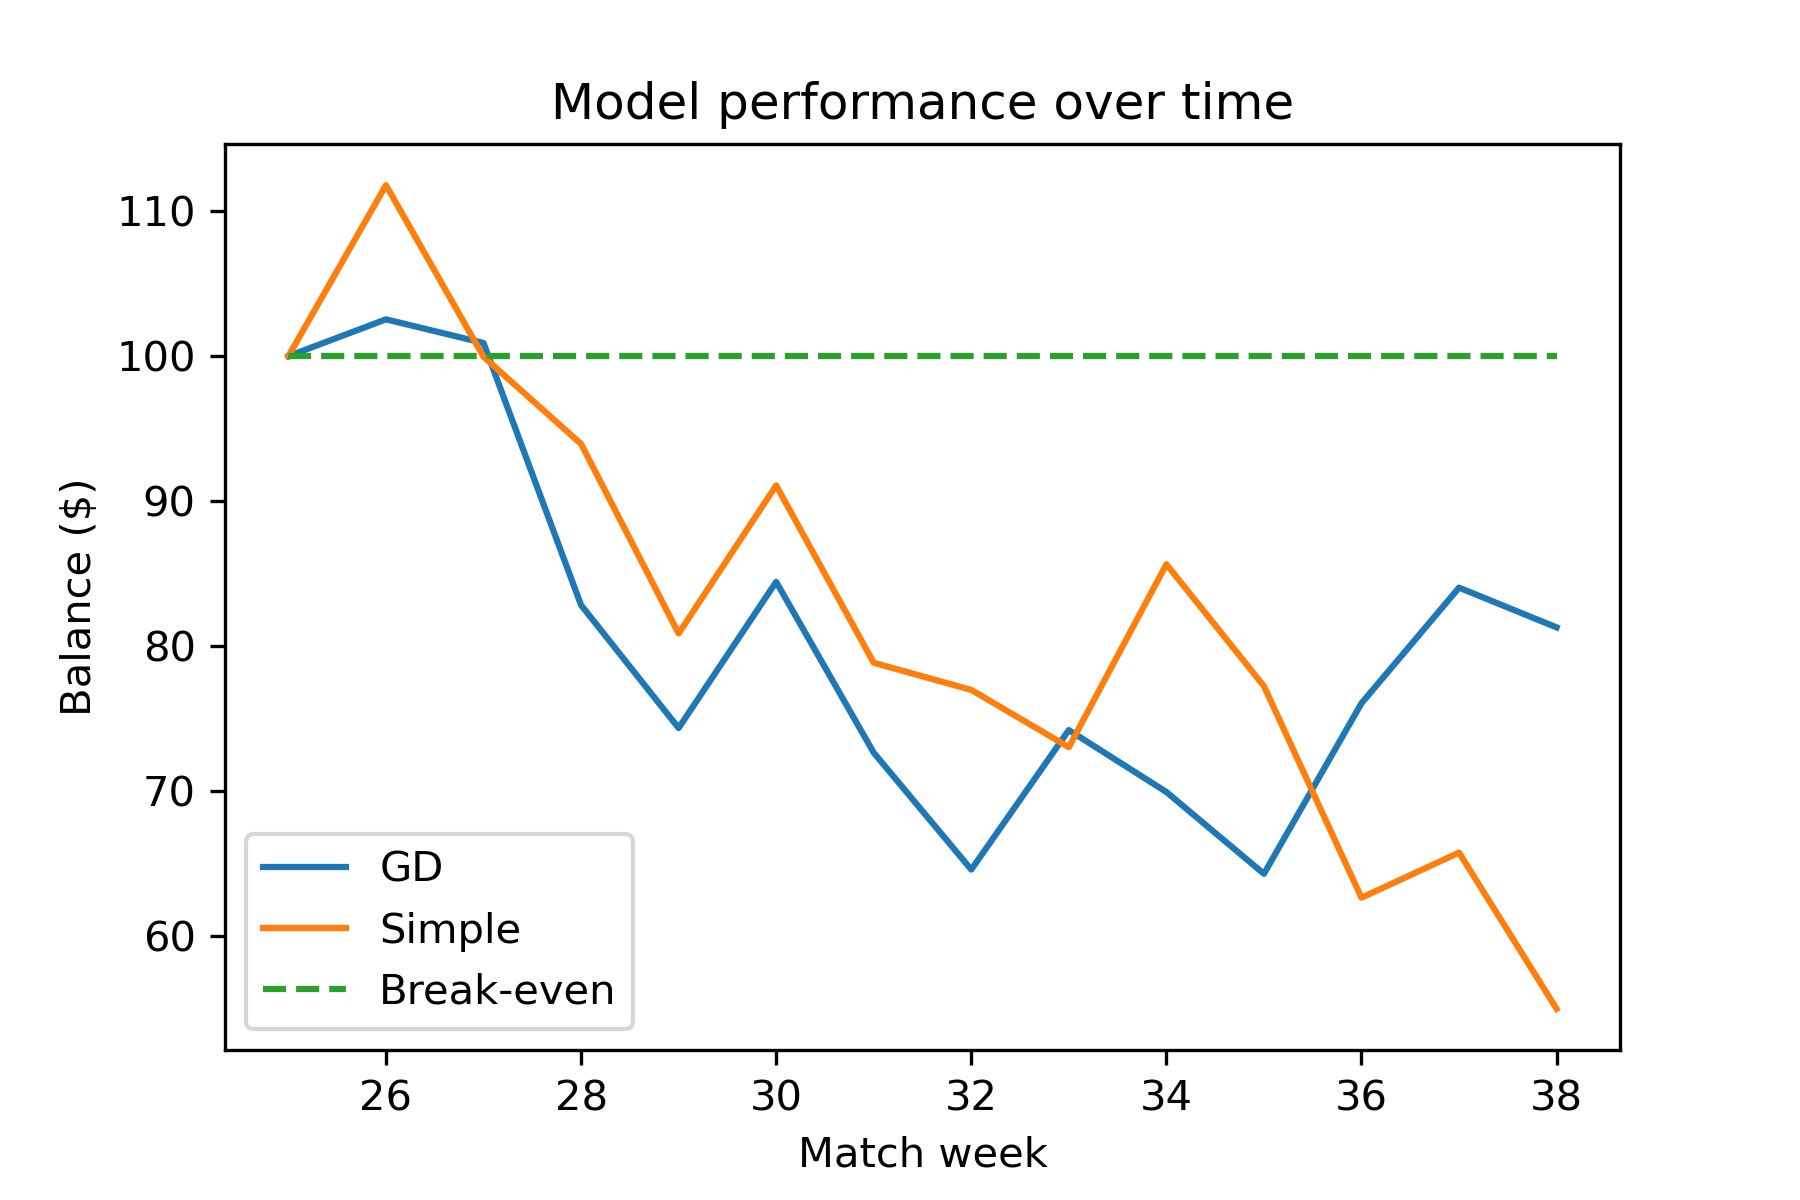 Model performance over time
110
100
90
80
70
60
Balance ($)
GD
Simple
Break-even
26 28 30 32 34 36 38
Match week